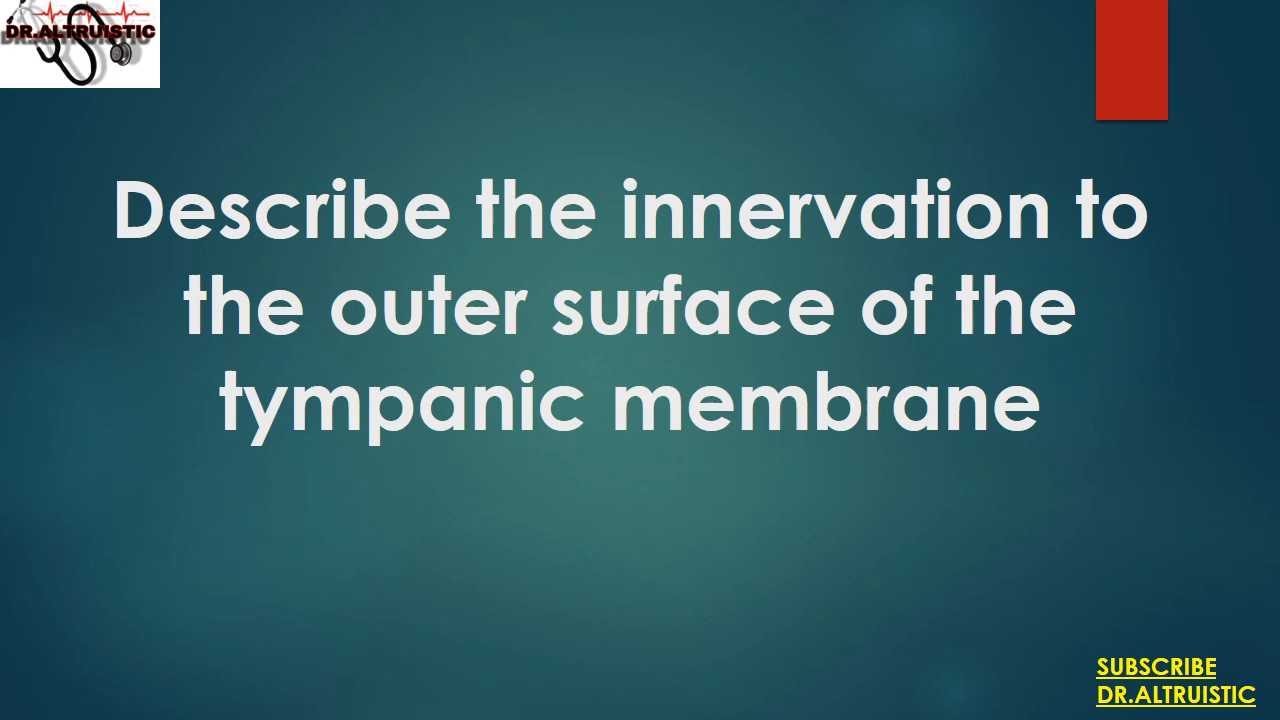 DR.ALTRUISTIC
Describe the innervation to
the outer surface of the
tympanic membrane
SUBSCRIBE
DR.ALTRUISTIC